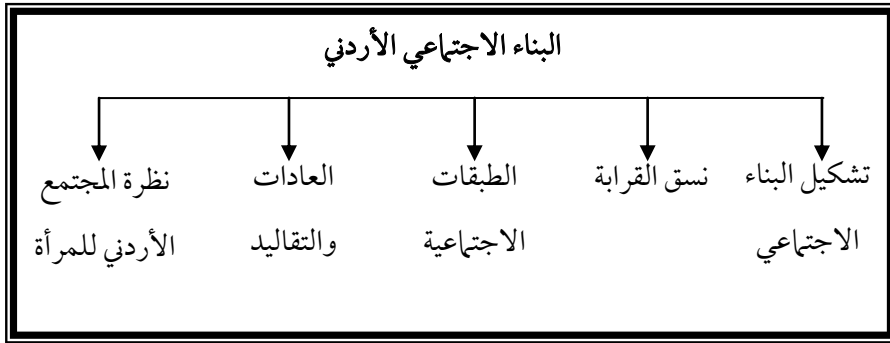 البناء الاجتماعي الأردني
تشكيل البناء
الاجتماعي
نسق القرابة
الطبقات
الاجتماعية
العادات
والتقاليد
نظرة المجتمع
الأردني للمرأة